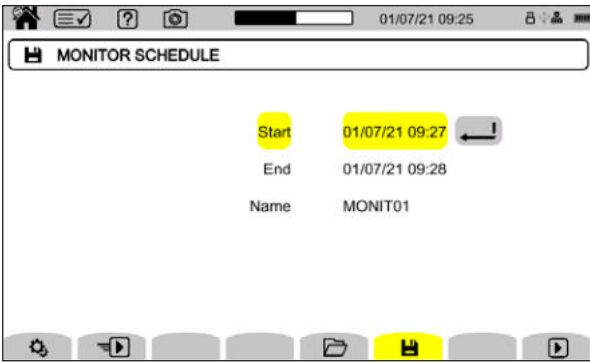 01/07/21 09:25
MONITOR SCHEDULE
Start 01/07/21 09:27
End 01/07/21 09:28
Name MONIT01